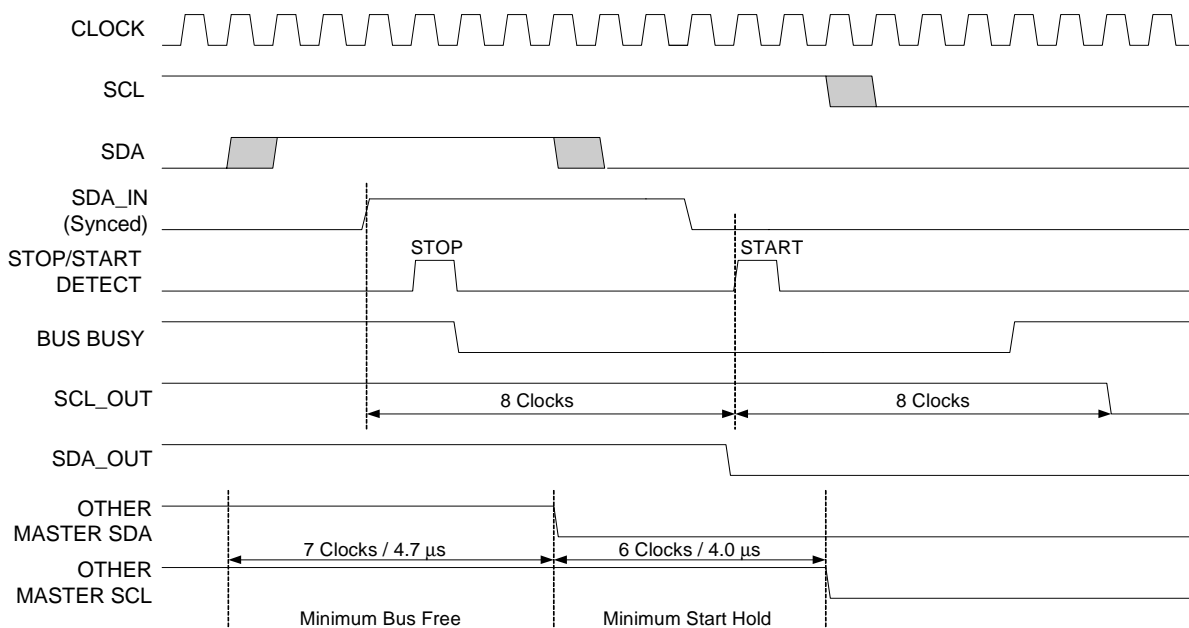 CLOCK
SCL
SDA
SDA_IN
(Synced)
STOP/START
DETECT
STOP
START
BUS BUSY
SCL_OUT
8 Clocks
8 Clocks
SDA_OUT
OTHER
MASTER SDA
7 Clocks / 4.7 μs
6 Clocks / 4.0 μs
OTHER
MASTER SCL
Minimum Bus Free
Minimum Start Hold